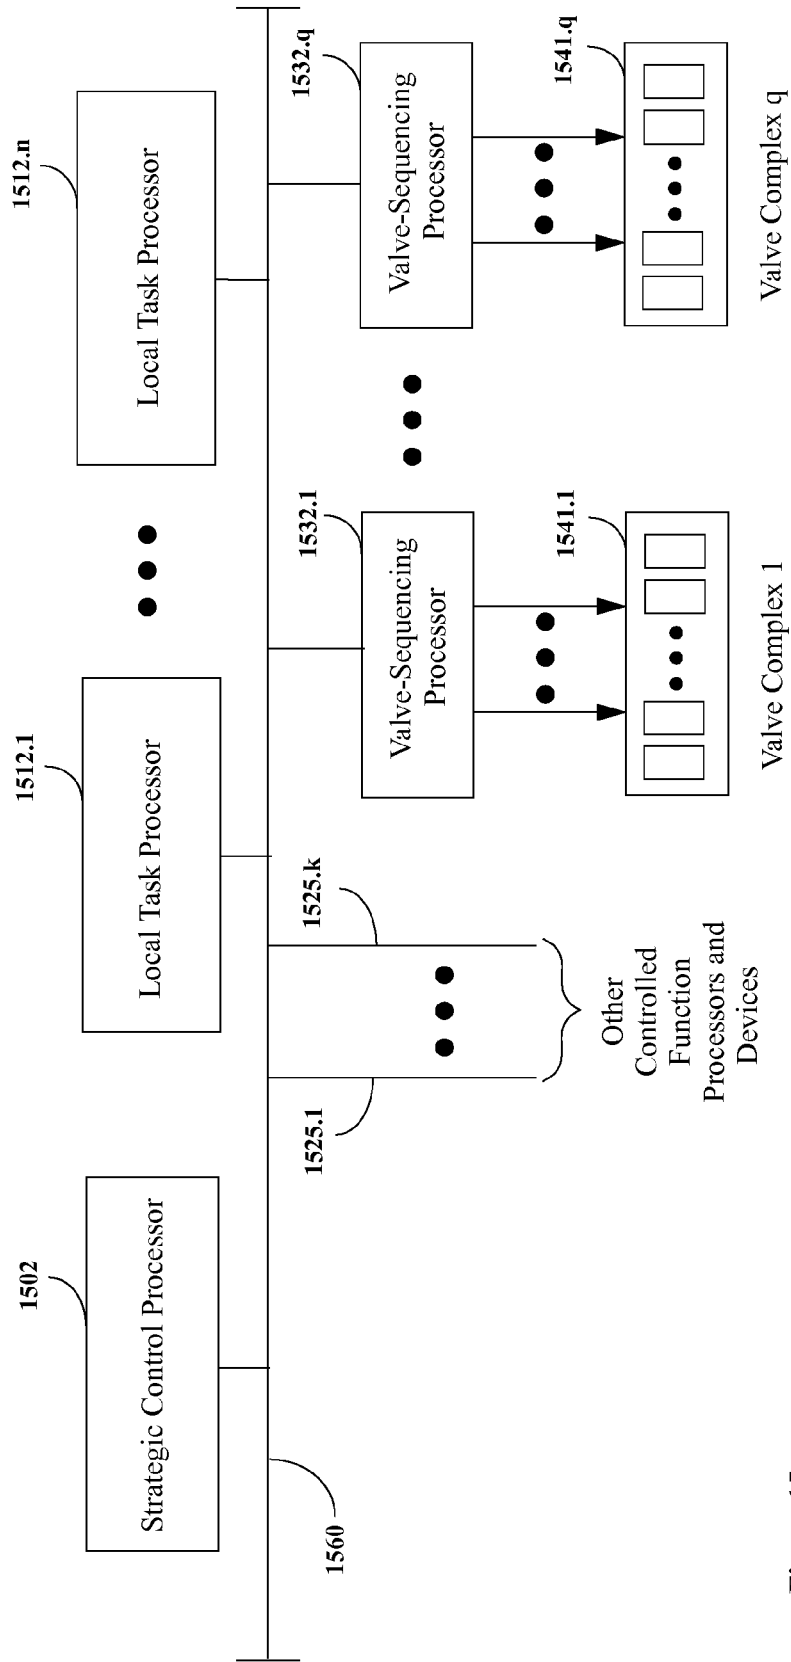 1502
Strategic Control Processor
1512.1
Local Task Processor
1512.n
Local Task Processor
1560
1525.1
1525.k
Other
Controlled
Function
Processors and
Devices
1532.1
Valve-Sequencing
Processor
1532.q
Valve-Sequencing
Processor
1541.1
Valve Complex 1
1541.q
Valve Complex q